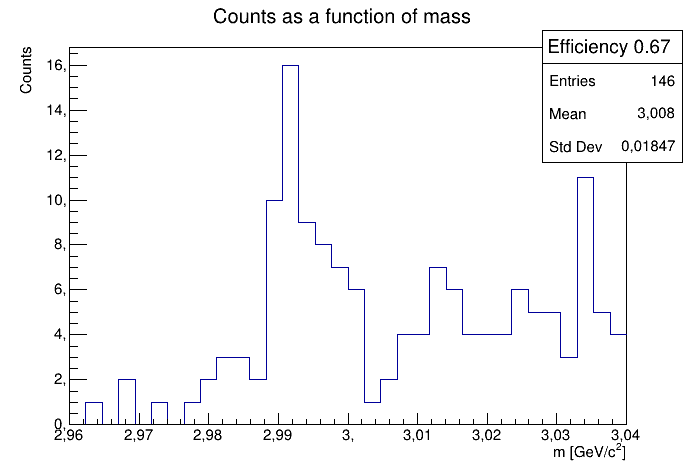 Counts as a function of mass
Counts
Efficiency 0.67
Entries 146
Mean 3,008
Std Dev 0,01847
16,
14,
12,
10,
8,
6,
4,
2,
0,
2,96 2,97 2,98 2,99 3, 3,01 3,02 3,03 3,04
m [GeV/c²]